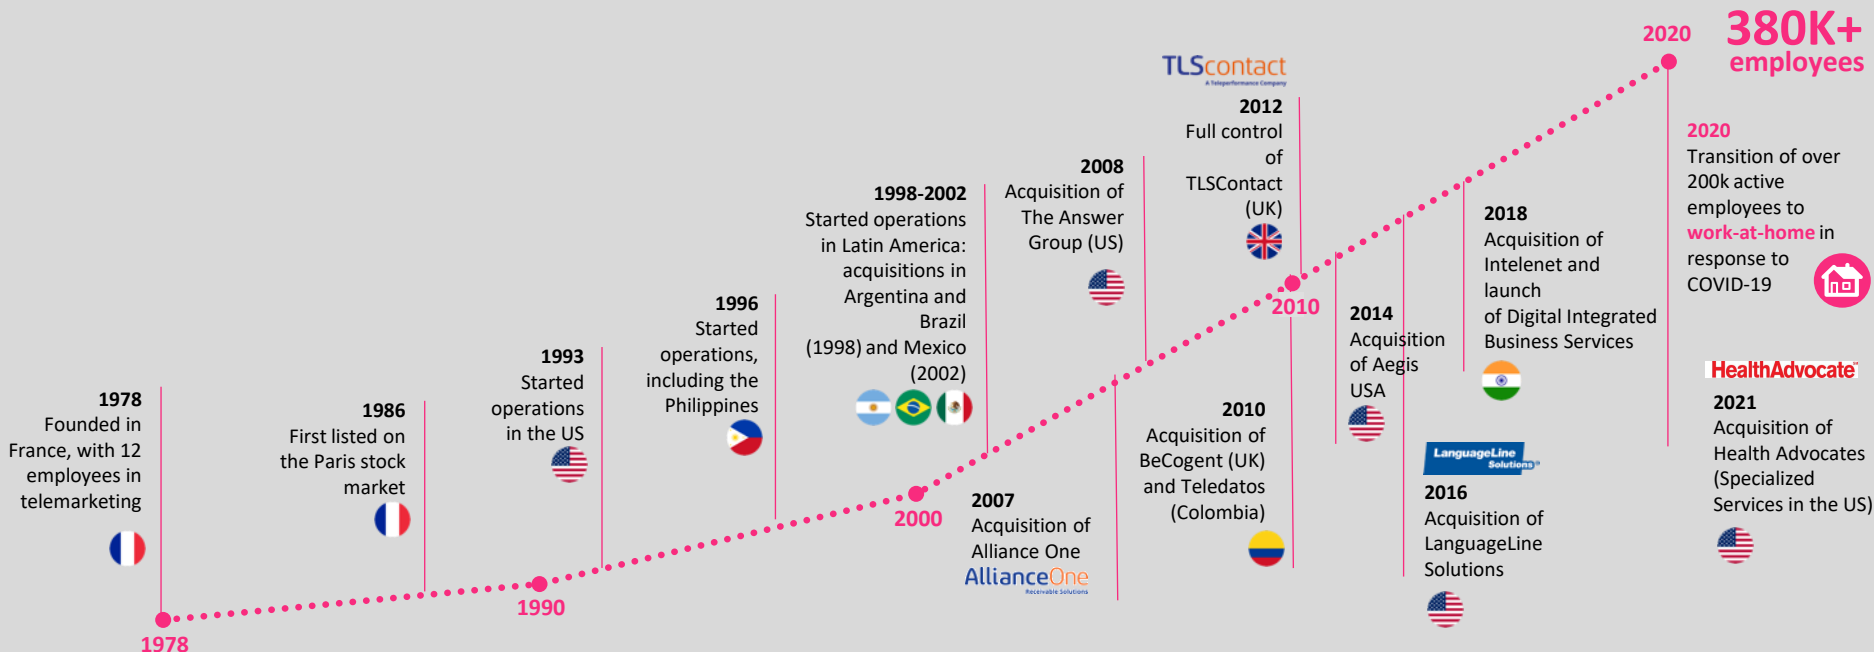 1978
Founded in
France, with 12
employees in
telemarketing
1978
1986
First listed on
the Paris stock
market
1990
1993
Started
operations
in the US
1996
Started
operations,
including the
Philippines
1998-2002
Started operations
in Latin America:
acquisitions in
Argentina and
Brazil
(1998) and Mexico
(2002)
2000
2007
Acquisition of
Alliance One
AllianceOne
Receivable Solutions
2008
Acquisition of
The Answer
Group (US)
2010
Acquisition of
BeCogent (UK)
and Teledatos
(Colombia)
TLScontact
A Teleperformance Company
2012
Full control
of
TLSContact
(UK)
2010
2014
Acquisition
of Aegis
USA
LanguageLine
Solutions
2016
Acquisition of
LanguageLine
Solutions
2018
Acquisition of
Intelenet and
launch
of Digital Integrated
Business Services
2020
380K+
employees
2020
Transition of over
200k active
employees to
work-at-home in
response to
COVID-19
HealthAdvocate
2021
Acquisition of
Health Advocates
(Specialized
Services in the US)